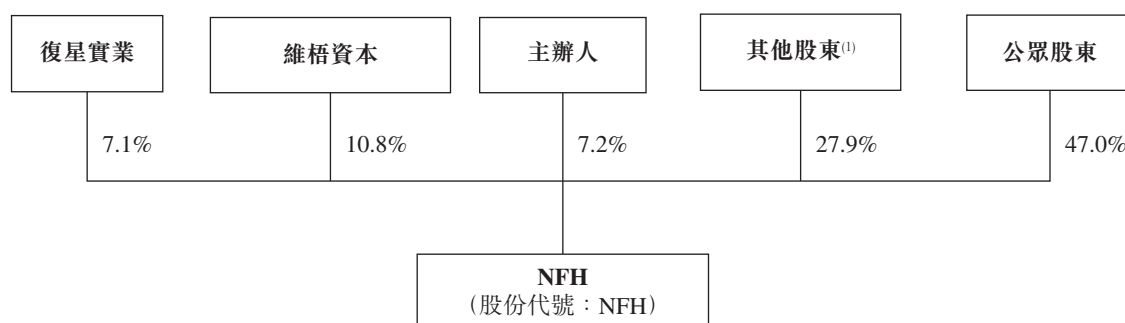 復星實業
維梧資本
主辦人
其他股東(1)
公眾股東
7.1%
10.8%
7.2%
27.9%
47.0%
NFH
（股份代號：NFH）